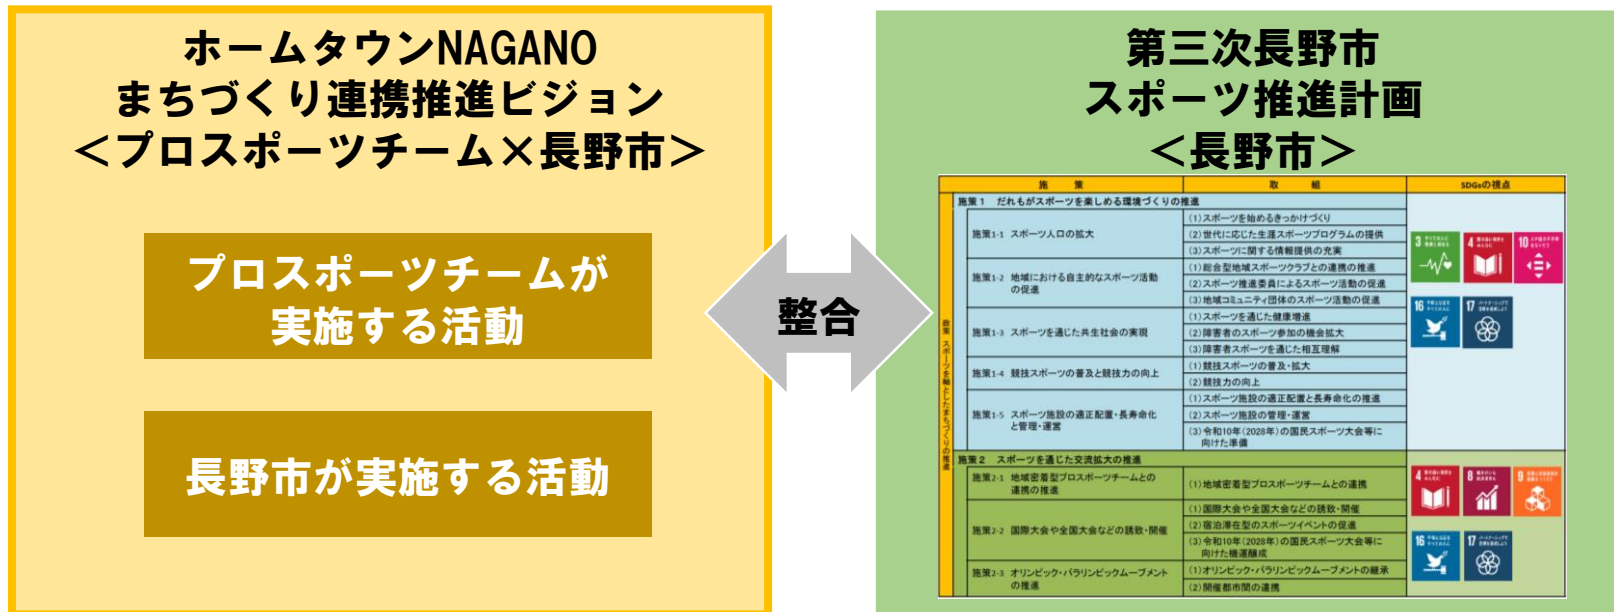 ホームタウンNAGANO
まちづくり連携推進ビジョン
＜プロスポーツチーム×長野市＞
プロスポーツチームが
実施する活動
長野市が実施する活動
整合
第三次長野市
スポーツ推進計画
＜長野市＞
施　策
取　組
SDGsの視点
政策　スポーツを軸としたまちづくりの推進
施策1　だれもがスポーツを楽しめる環境づくりの推進
施策1-1 スポーツ人口の拡大
(1)スポーツを始めるきっかけづくり
(2)世代に応じた生涯スポーツプログラムの提供
(3)スポーツに関する情報提供の充実
施策1-2 地域における自主的なスポーツ活動
の促進
(1)総合型地域スポーツクラブとの連携の推進
(2)スポーツ推進委員によるスポーツ活動の促進
(3)地域コミュニティ団体のスポーツ活動の促進
施策1-3 スポーツを通じた共生社会の実現
(1)スポーツを通じた健康増進
(2)障害者のスポーツ参加の機会拡大
(3)障害者スポーツを通じた相互理解
施策1-4 競技スポーツの普及と競技力の向上
(1)競技スポーツの普及・拡大
(2)競技力の向上
施策1-5 スポーツ施設の適正配置・長寿命化
と管理・運営
(1)スポーツ施設の適正配置と長寿命化の推進
(2)スポーツ施設の管理・運営
(3)令和10年(2028年)の国民スポーツ大会等に
向けた準備
3
4
10
16
17
施策2　スポーツを通じた交流拡大の推進
施策2-1 地域密着型プロスポーツチームとの
連携の推進
(1)地域密着型プロスポーツチームとの連携
施策2-2 国際大会や全国大会などの誘致・開催
(1)国際大会や全国大会などの誘致・開催
(2)宿泊滞在型のスポーツイベントの促進
(3)令和10年(2028年)の国民スポーツ大会等に
向けた機運醸成
施策2-3 オリンピック・パラリンピックムーブメント
の推進
(1)オリンピック・パラリンピックムーブメントの継承
(2)開催都市間の連携
4
8
9
16
17